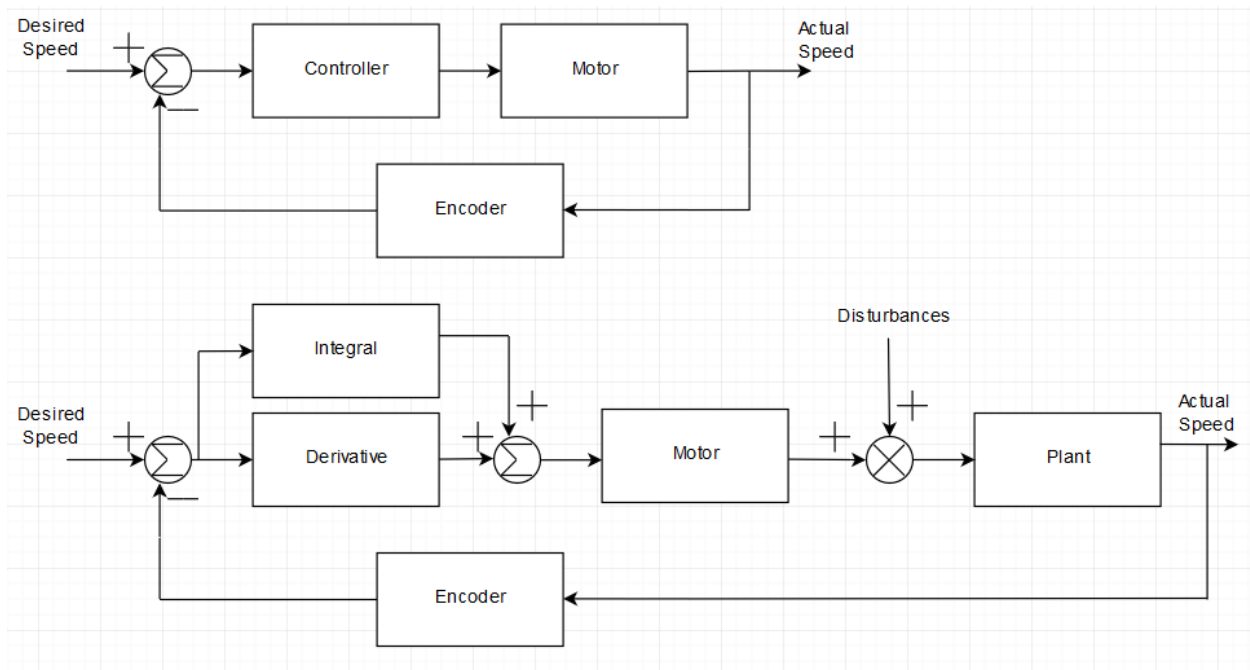 Desired
Speed
+
Σ
Controller
Motor
Actual
Speed
—
Encoder
Integral
Disturbances
Desired
Speed
+
Σ
Derivative
+
+
Σ
Motor
+
+
Plant
Actual
Speed
—
Encoder